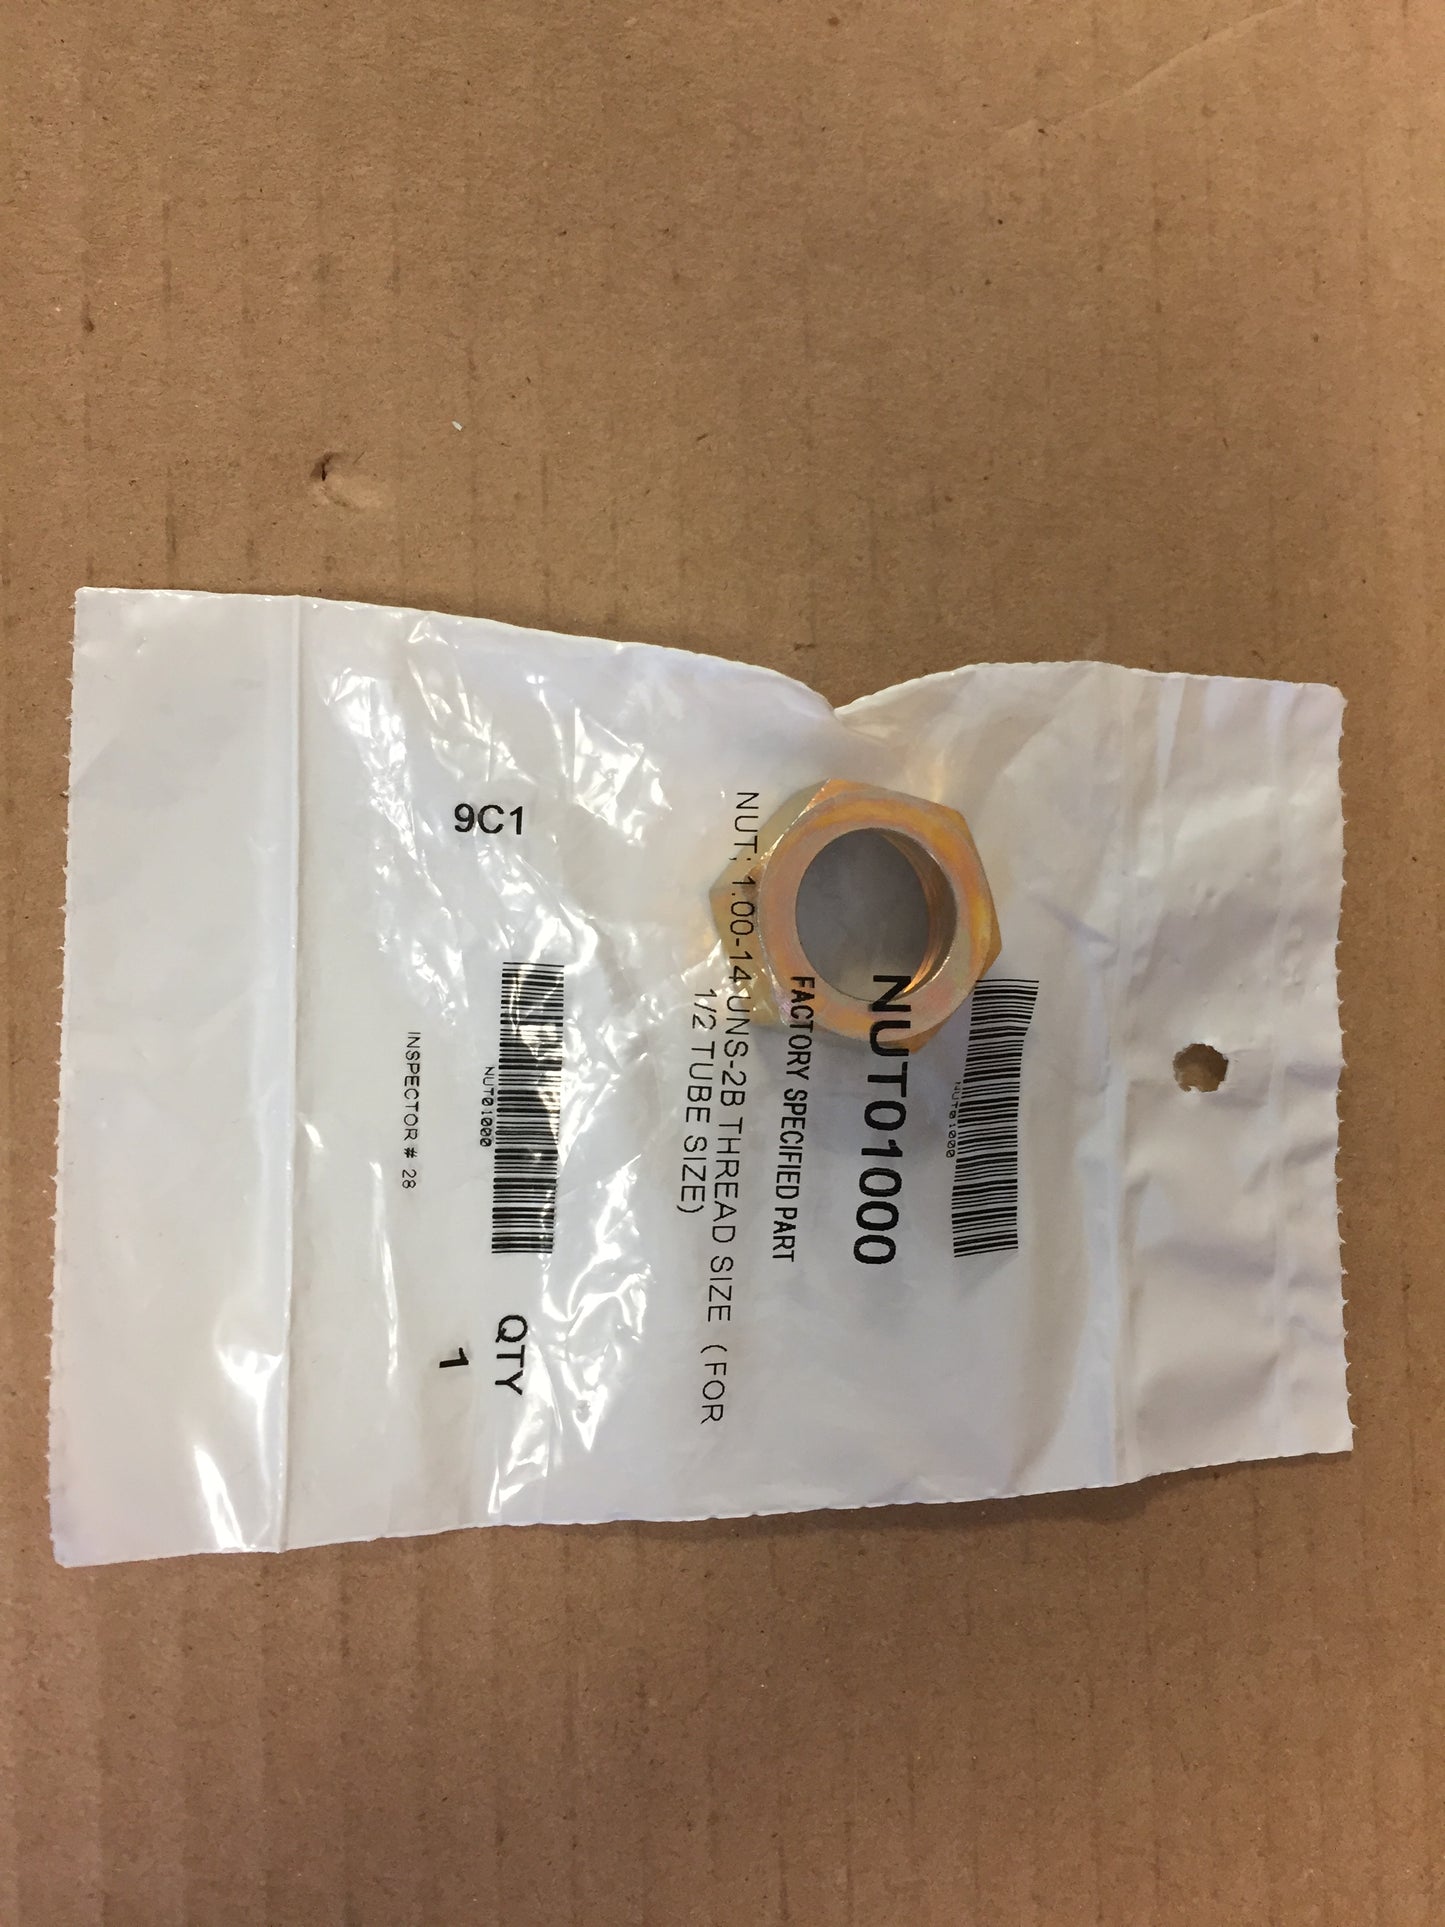 NUT01000
NUT01000
FACTORY SPECIFIED PART
NUT; 1.00-14 UNS-2B THREAD SIZE (FOR
1/2 TUBE SIZE)
9C1
NUT01000
QTY
1
INSPECTOR # 28